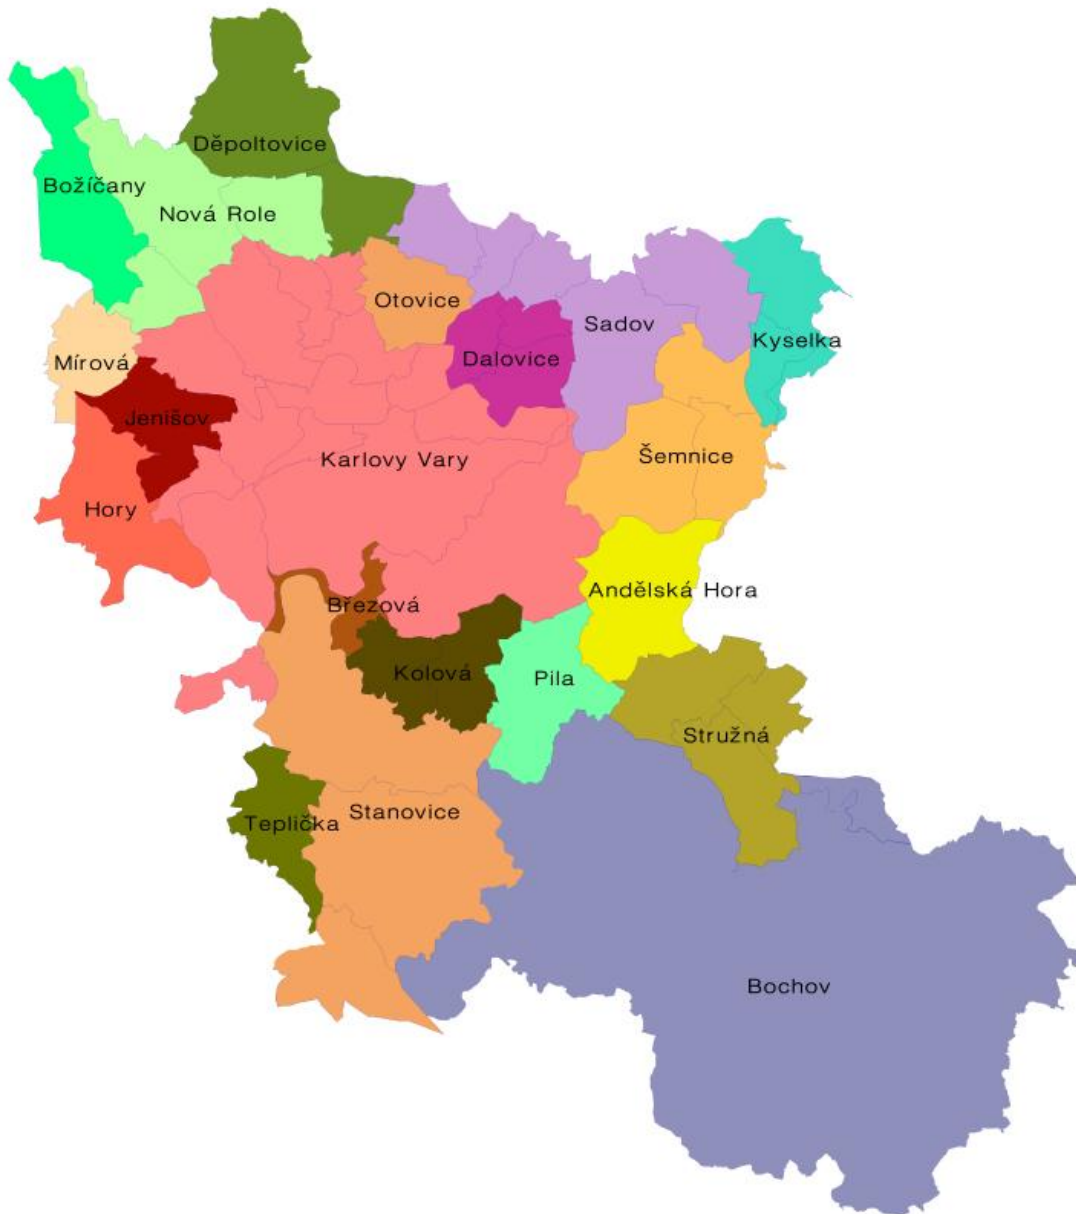 Děpoltovice
Božíčany
Nová Role
Otovice
Sadov
Kyselka
Mírová
Dalovice
Jenišov
Karlovy Vary
Šemnice
Hory
Andělská Hora
Březová
Kolová
Pila
Stružná
Stanovice
Teplička
Bochov